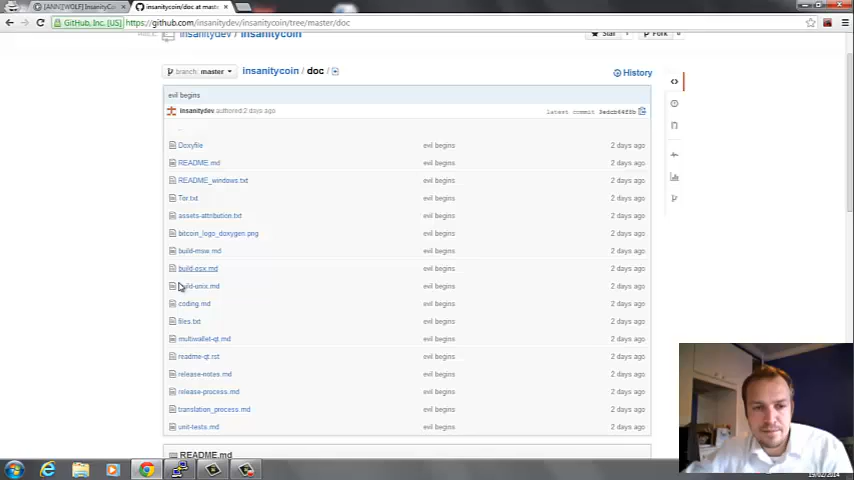 [ANN][WOLF] InsanityCo
insanitycoin/doc at master
GitHub, Inc. [US]
https://github.com/insanitydev/insanitycoin/tree/master/doc
insanitydev / insanitycoin
Star
Fork
branch: master
insanitycoin / doc /
History
evil begins
insanitydev authored 2 days ago
latest commit
Doxyfile evil begins 2 days ago
README.md evil begins 2 days ago
README_windows.txt evil begins 2 days ago
Tor.txt evil begins 2 days ago
assets-attribution.txt evil begins 2 days ago
bitcoin_logo_doxygen.png evil begins 2 days ago
build-msw.md evil begins 2 days ago
build-osx.md evil begins 2 days ago
build-unix.md evil begins 2 days ago
coding.md evil begins 2 days ago
files.txt evil begins 2 days ago
multiwallet-qt.md evil begins 2 days ago
readme-qt.rst evil begins 2 days ago
release-notes.md evil begins 2 days ago
release-process.md evil begins 2 days ago
translation_process.md evil begins 2 days ago
unit-tests.md evil begins 2 days ago
README.md
19/02/2014